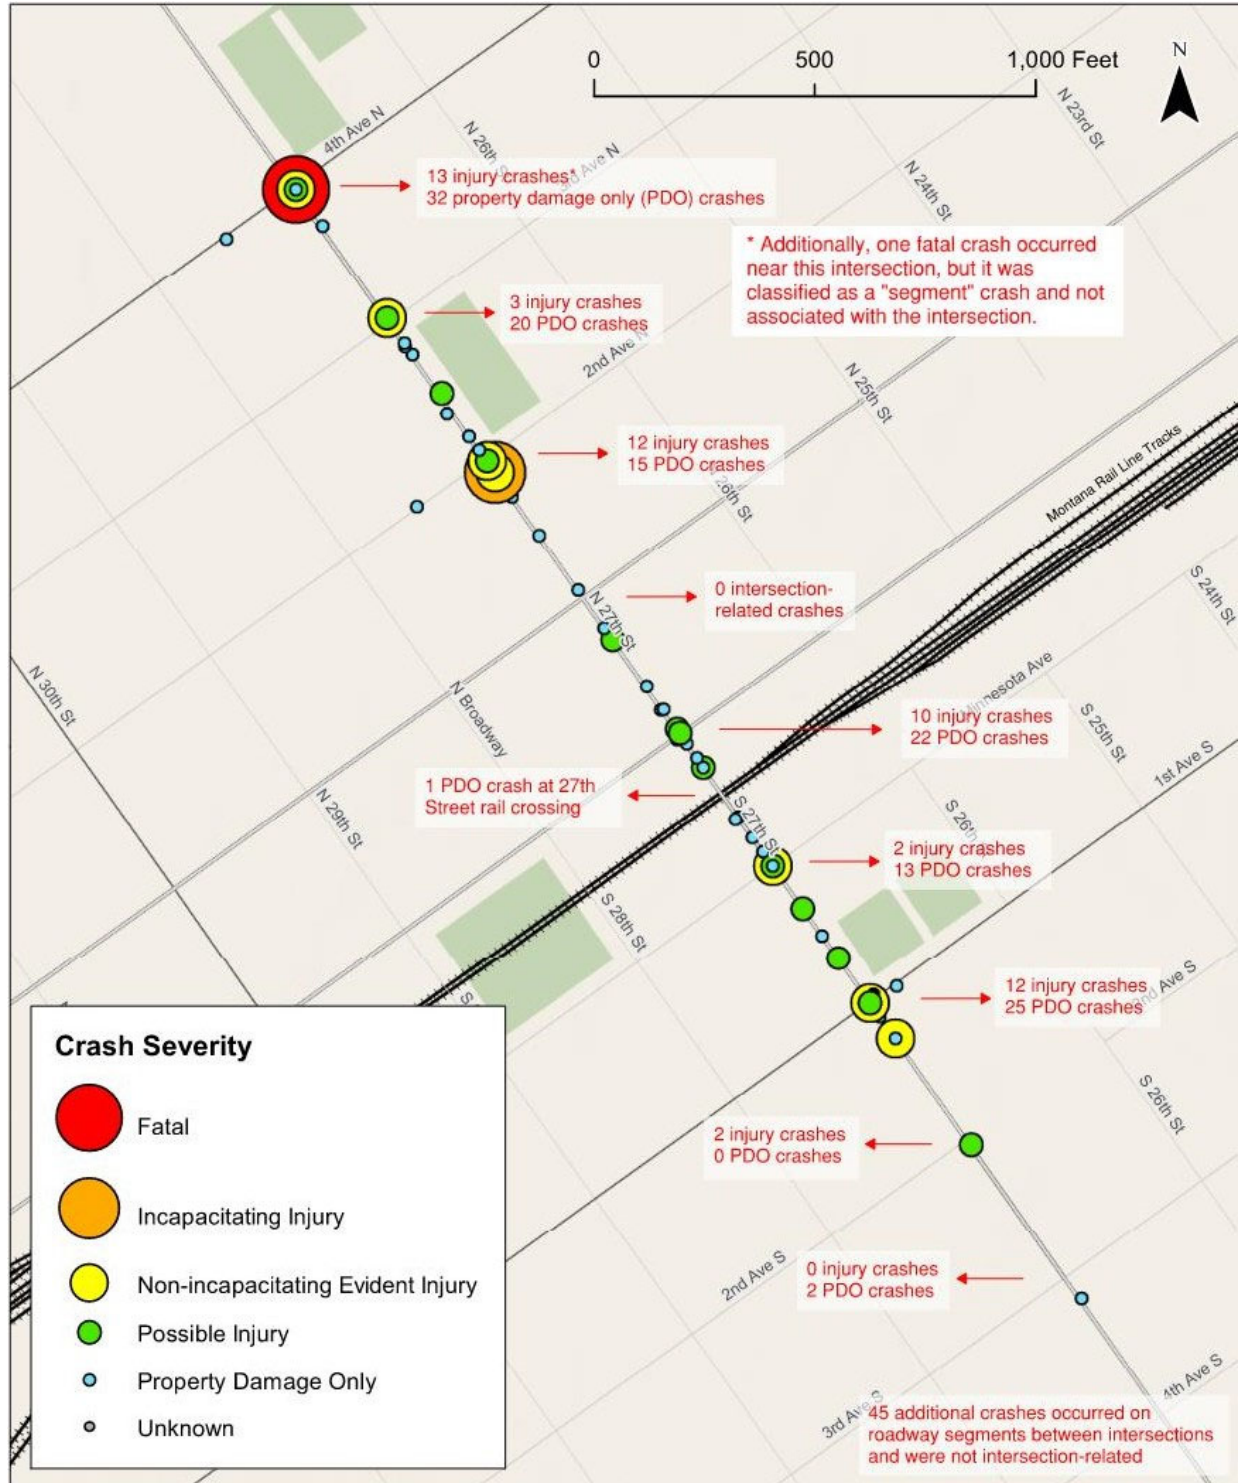 0 500 1,000 Feet
N
N 23rd St
4th Ave N
N 26th St
3rd Ave N
N 24th St
13 injury crashes*
32 property damage only (PDO) crashes
* Additionally, one fatal crash occurred
near this intersection, but it was
classified as a "segment" crash and not
associated with the intersection.
3 injury crashes
20 PDO crashes
2nd Ave N
N 25th St
12 injury crashes
15 PDO crashes
N 26th St
Montana Rail Line Tracks
0 intersection-
related crashes
N 27th St
S 24th St
N 30th St
N Broadway
Minnesota Ave
S 25th St
10 injury crashes
22 PDO crashes
1st Ave S
1 PDO crash at 27th
Street rail crossing
N 29th St
S 27th St
S 26th
2 injury crashes
13 PDO crashes
S 28th St
S
12 injury crashes
25 PDO crashes
2nd Ave S
S 26th St
2 injury crashes
0 PDO crashes
2nd Ave S
0 injury crashes
2 PDO crashes
3rd Ave S
4th Ave S
45 additional crashes occurred on
roadway segments between intersections
and were not intersection-related
Crash Severity
Fatal
Incapacitating Injury
Non-incapacitating Evident Injury
Possible Injury
Property Damage Only
Unknown